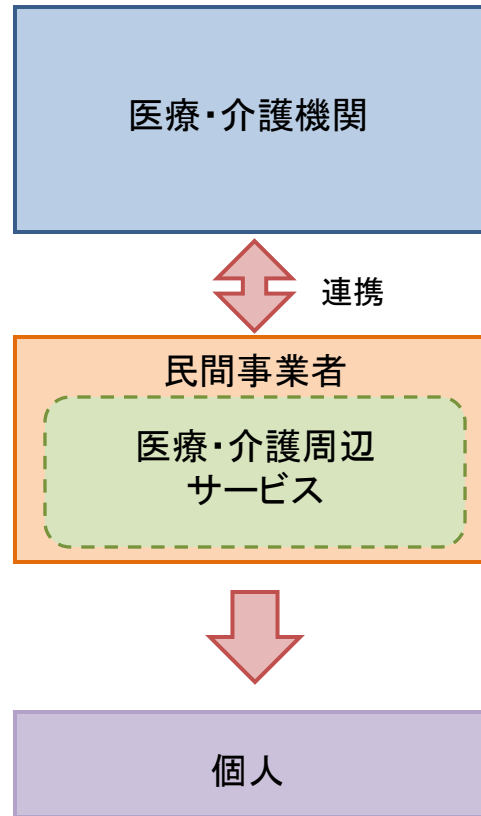 医療・介護機関
連携
民間事業者
医療・介護周辺
サービス
個人